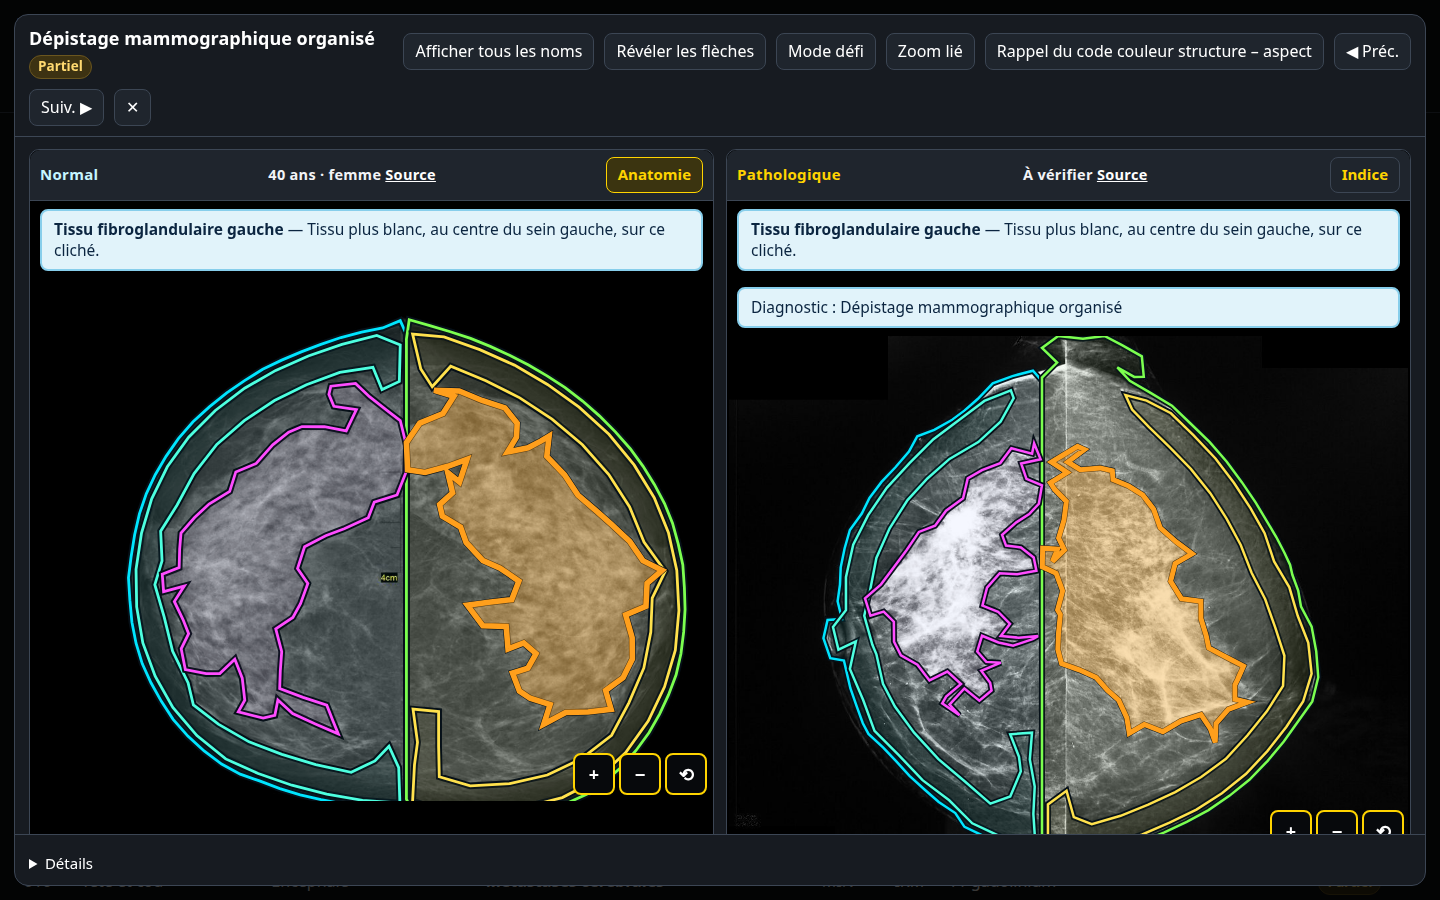 Dépistage mammographique organisé
Partiel
Afficher tous les noms
Révéler les flèches
Mode défi
Zoom lié
Rappel du code couleur structure – aspect
◀ Préc.
Suiv. ▶
✕
Normal
40 ans · femme Source
Anatomie
Pathologique
À vérifier Source
Indice
Tissu fibroglandulaire gauche — Tissu plus blanc, au centre du sein gauche, sur ce
cliché.
Tissu fibroglandulaire gauche — Tissu plus blanc, au centre du sein gauche, sur ce
cliché.
Diagnostic : Dépistage mammographique organisé
4cm
+
−
⟲
+
−
⟲
▶ Détails